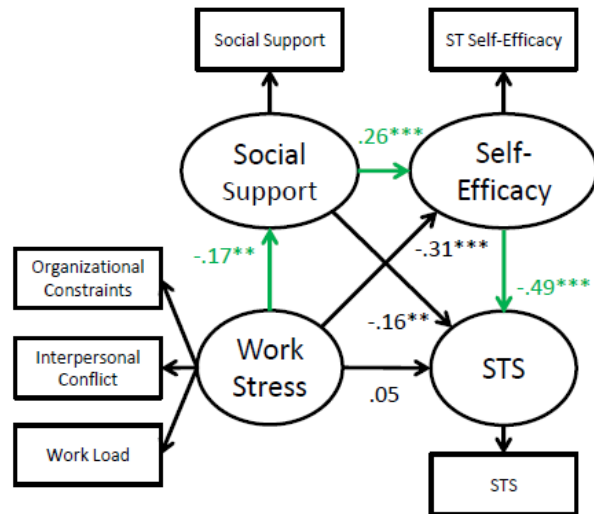 Social Support
ST Self-Efficacy
Social
Support
.26***
Self-
Efficacy
-.17**
-.31***
Organizational
Constraints
-.49***
Interpersonal
Conflict
-.16**
Work
Stress
STS
.05
Work Load
STS